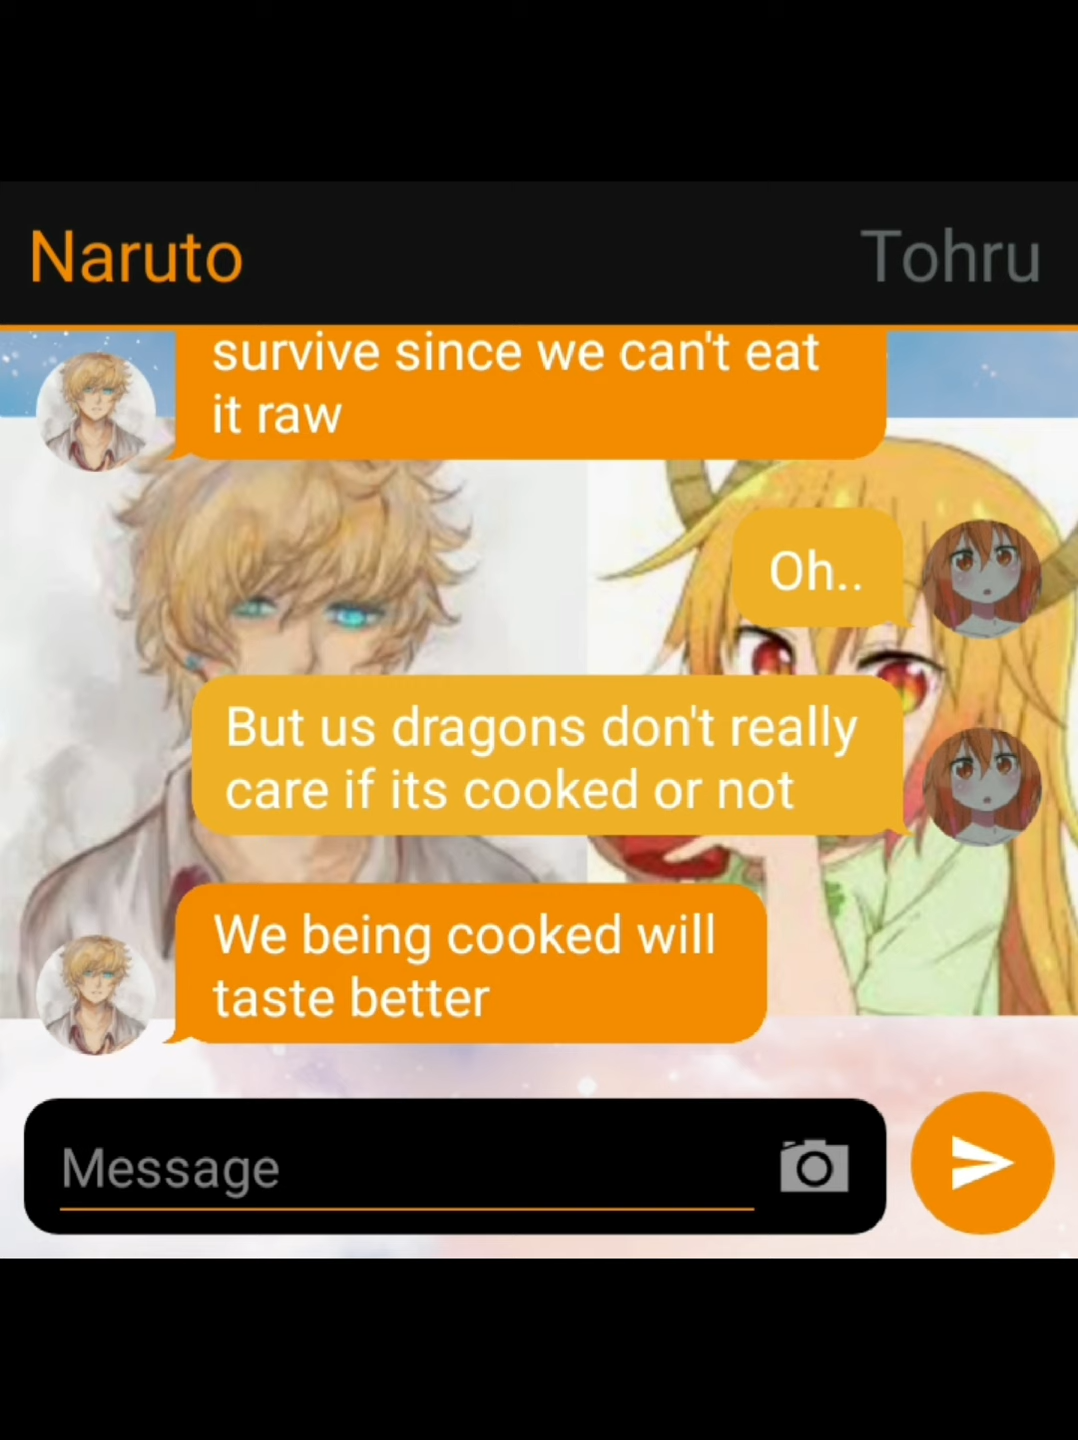 Naruto
Tohru
survive since we can't eat
it raw
Oh..
But us dragons don't really
care if its cooked or not
We being cooked will
taste better
Message